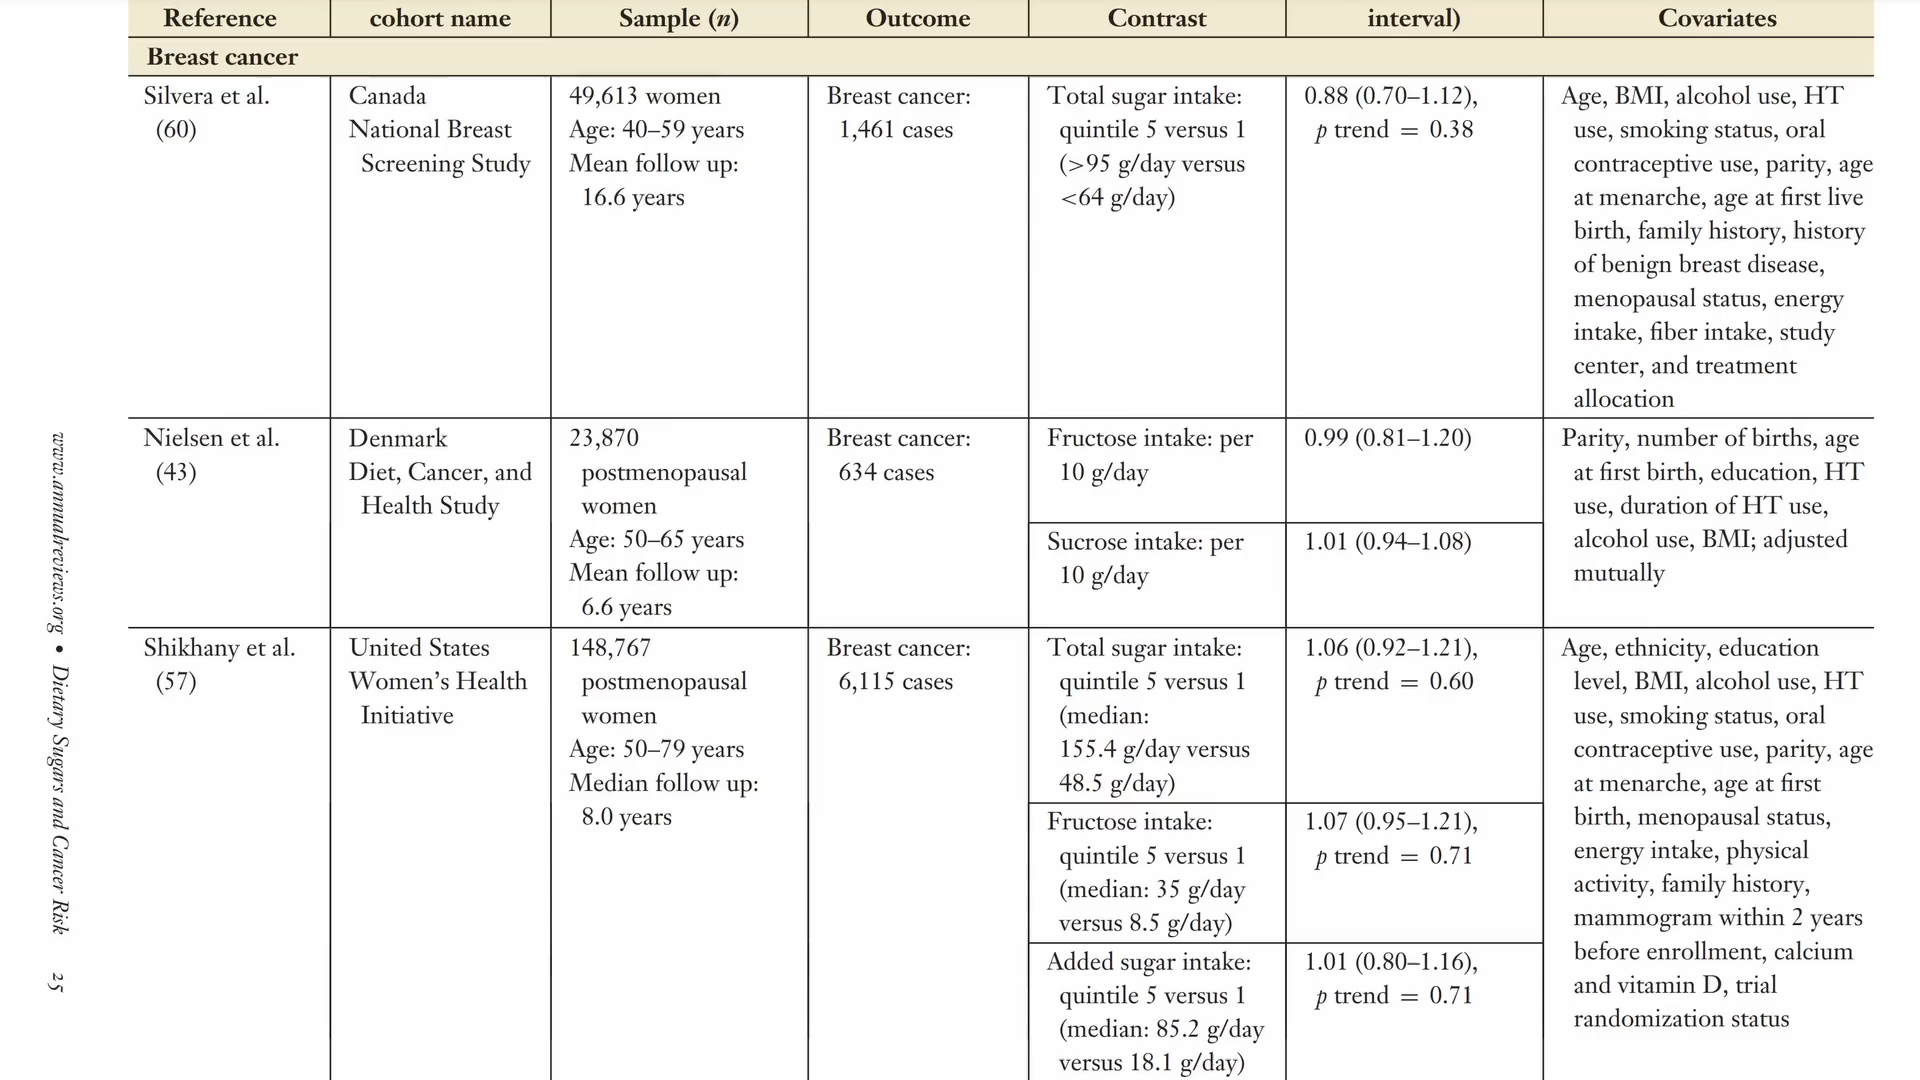 Reference cohort name Sample (n) Outcome Contrast interval) Covariates
Breast cancer
Silvera et al.
(60)
Canada
National Breast
Screening Study
49,613 women
Age: 40–59 years
Mean follow up:
16.6 years
Breast cancer:
1,461 cases
Total sugar intake:
quintile 5 versus 1
(>95 g/day versus
<64 g/day)
0.88 (0.70–1.12),
p trend = 0.38
Age, BMI, alcohol use, HT
use, smoking status, oral
contraceptive use, parity, age
at menarche, age at first live
birth, family history, history
of benign breast disease,
menopausal status, energy
intake, fiber intake, study
center, and treatment
allocation
Nielsen et al.
(43)
Denmark
Diet, Cancer, and
Health Study
23,870
postmenopausal
women
Age: 50–65 years
Mean follow up:
6.6 years
Breast cancer:
634 cases
Fructose intake: per
10 g/day
0.99 (0.81–1.20)
Sucrose intake: per
10 g/day
1.01 (0.94–1.08)
Parity, number of births, age
at first birth, education, HT
use, duration of HT use,
alcohol use, BMI; adjusted
mutually
Shikhany et al.
(57)
United States
Women’s Health
Initiative
148,767
postmenopausal
women
Age: 50–79 years
Median follow up:
8.0 years
Breast cancer:
6,115 cases
Total sugar intake:
quintile 5 versus 1
(median:
155.4 g/day versus
48.5 g/day)
1.06 (0.92–1.21),
p trend = 0.60
Fructose intake:
quintile 5 versus 1
(median: 35 g/day
versus 8.5 g/day)
1.07 (0.95–1.21),
p trend = 0.71
Added sugar intake:
quintile 5 versus 1
(median: 85.2 g/day
versus 18.1 g/day)
1.01 (0.80–1.16),
p trend = 0.71
Age, ethnicity, education
level, BMI, alcohol use, HT
use, smoking status, oral
contraceptive use, parity, age
at menarche, age at first
birth, menopausal status,
energy intake, physical
activity, family history,
mammogram within 2 years
before enrollment, calcium
and vitamin D, trial
randomization status
www.annualreviews.org • Dietary Sugars and Cancer Risk 25